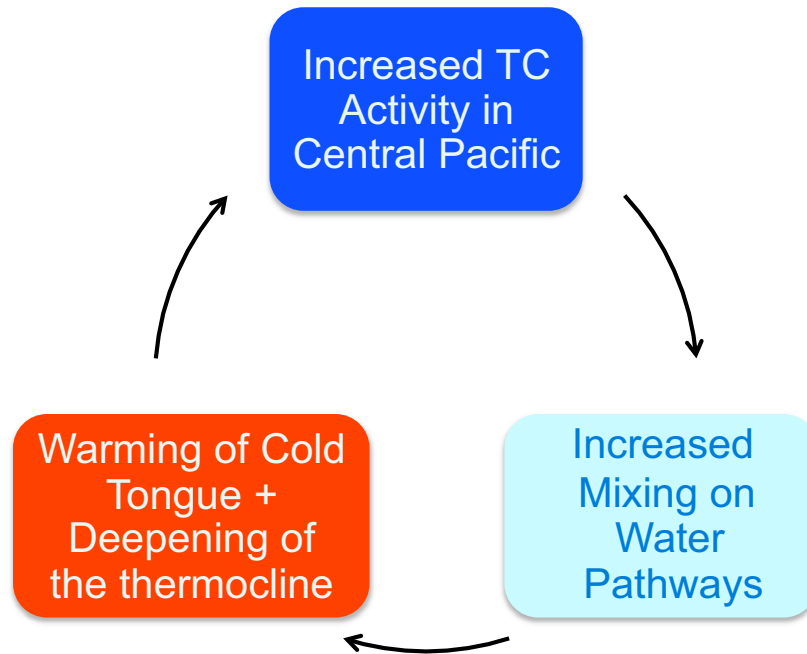 Increased TC
Activity in
Central Pacific
Warming of Cold
Tongue +
Deepening of
the thermocline
Increased
Mixing on
Water
Pathways